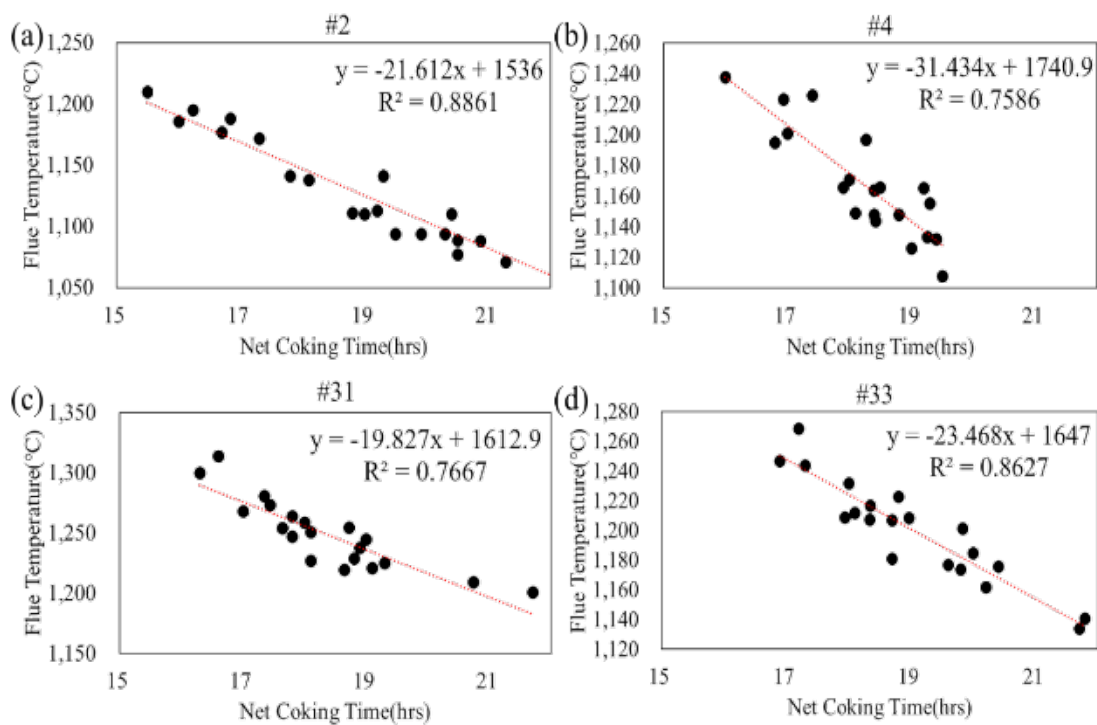 (a)
#2
1,250
1,200
1,150
1,100
1,050
Flue Temperature(°C)
y = -21.612x + 1536
R² = 0.8861
15 17 19 21
Net Coking Time(hrs)
(b)
#4
1,260
1,240
1,220
1,200
1,180
1,160
1,140
1,120
1,100
Flue Temperature(°C)
y = -31.434x + 1740.9
R² = 0.7586
15 17 19 21
Net Coking Time(hrs)
(c)
#31
1,350
1,300
1,250
1,200
1,150
Flue Temperature(°C)
y = -19.827x + 1612.9
R² = 0.7667
15 17 19 21
Net Coking Time(hrs)
(d)
#33
1,280
1,260
1,240
1,220
1,200
1,180
1,160
1,140
1,120
Flue Temperature(°C)
y = -23.468x + 1647
R² = 0.8627
15 17 19 21
Net Coking Time(hrs)